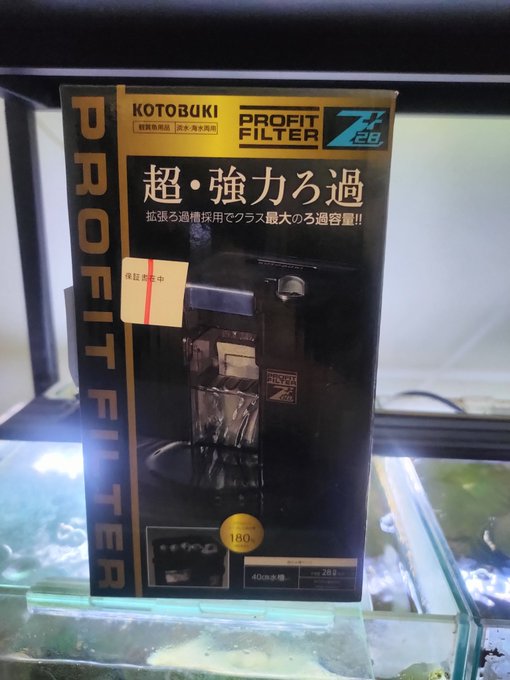 KOTOBUKI
観賞魚用品 淡水・海水両用
PROFIT
FILTER
Z+
28
超・強力ろ過
拡張ろ過槽採用でクラス最大のろ過容量!!
保証書在中
PROFIT FILTER
PROFIT
FILTER
180%
40cm水槽
28